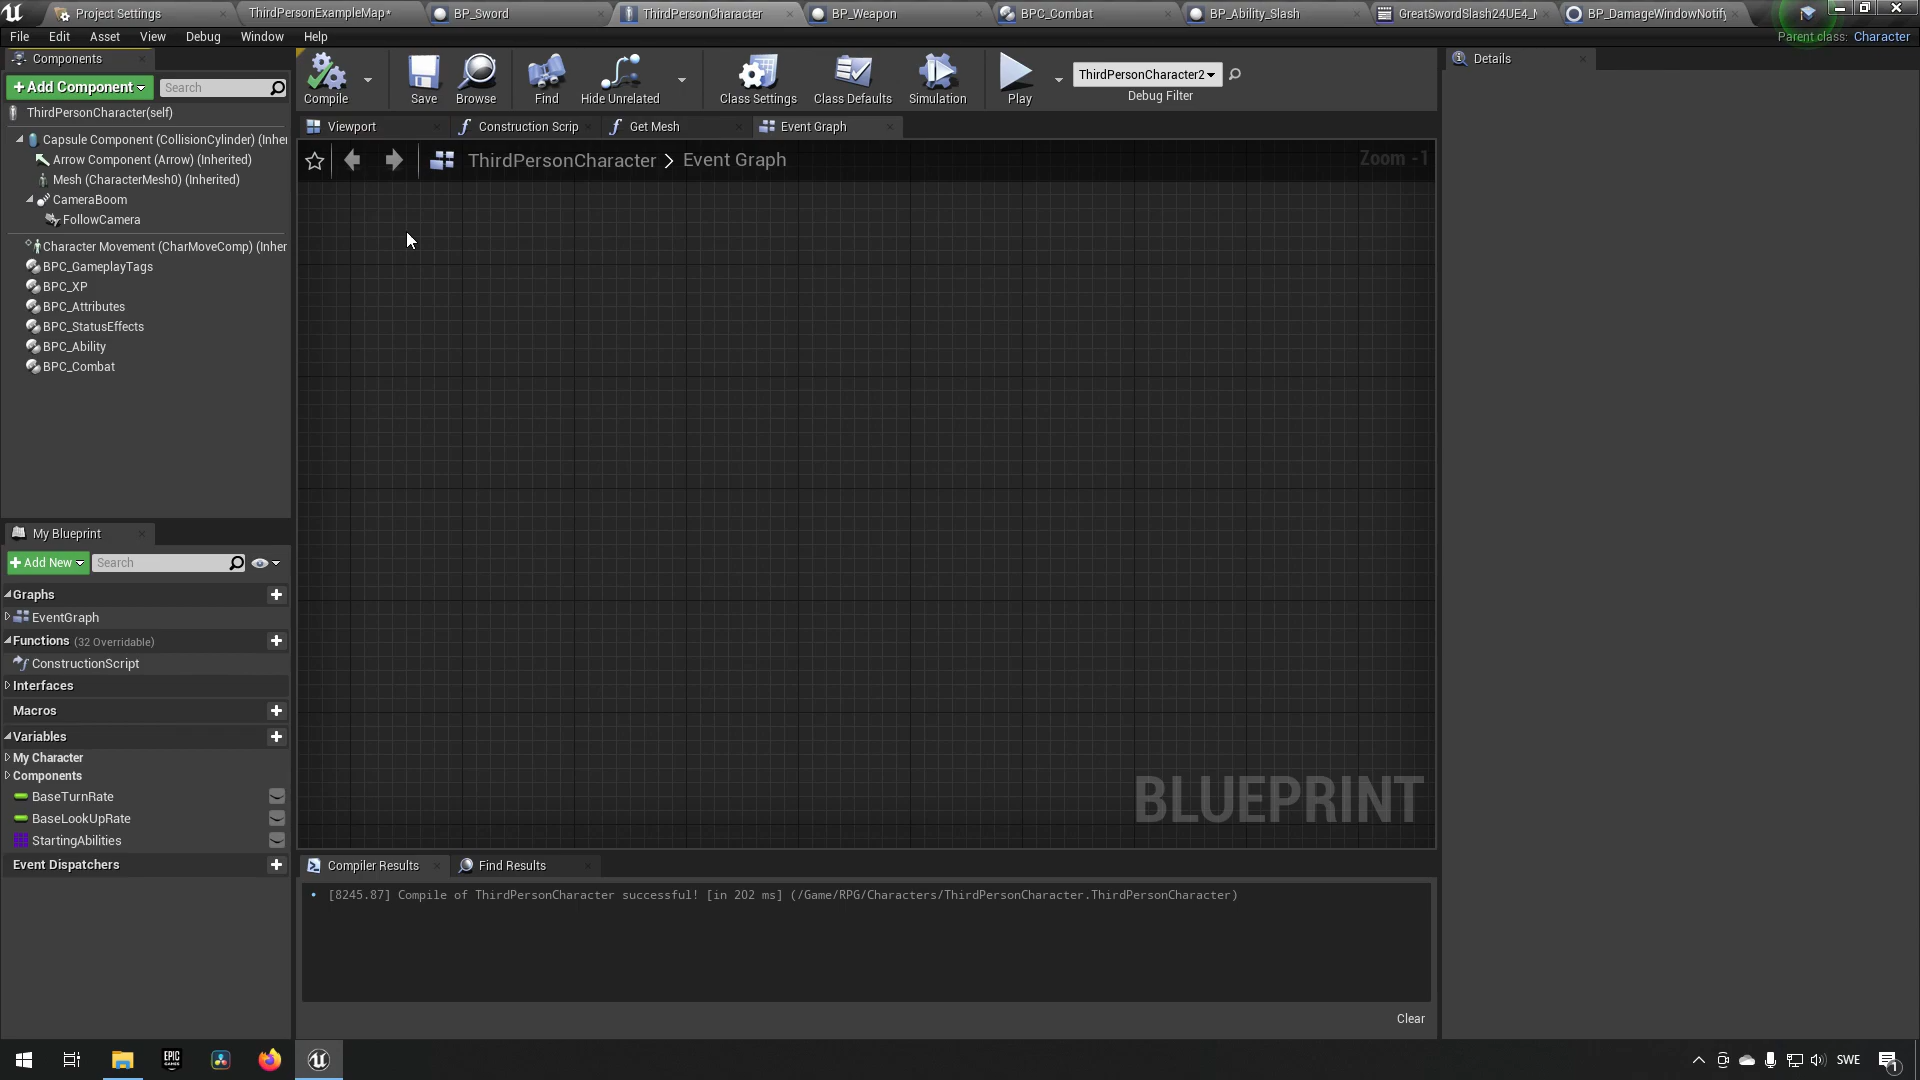 Project Settings
ThirdPersonExampleMap*
BP_Sword
ThirdPersonCharacter
BP_Weapon
BPC_Combat
BP_Ability_Slash
GreatSwordSlash24UE4_
BP_DamageWindowNotify
File Edit Asset View Debug Window Help
Parent class: Character
Components
+Add Component
Search
ThirdPersonCharacter(self)
Capsule Component (CollisionCylinder) (Inher
Arrow Component (Arrow) (Inherited)
Mesh (CharacterMesh0) (Inherited)
CameraBoom
FollowCamera
Character Movement (CharMoveComp) (Inher
BPC_GameplayTags
BPC_XP
BPC_Attributes
BPC_StatusEffects
BPC_Ability
BPC_Combat
Compile
Save
Browse
Find
Hide Unrelated
Class Settings
Class Defaults
Simulation
Play
ThirdPersonCharacter2
Debug Filter
Viewport
Construction Scrip
Get Mesh
Event Graph
ThirdPersonCharacter > Event Graph
Zoom -1
BLUEPRINT
Details
My Blueprint
+Add New
Search
Graphs
EventGraph
Functions (32 Overridable)
ConstructionScript
Interfaces
Macros
Variables
My Character
Components
BaseTurnRate
BaseLookUpRate
StartingAbilities
Event Dispatchers
Compiler Results
Find Results
• [8245.87] Compile of ThirdPersonCharacter successful! [in 202 ms] (/Game/RPG/Characters/ThirdPersonCharacter.ThirdPersonCharacter)
Clear
EPIC
GAMES
SWE
1